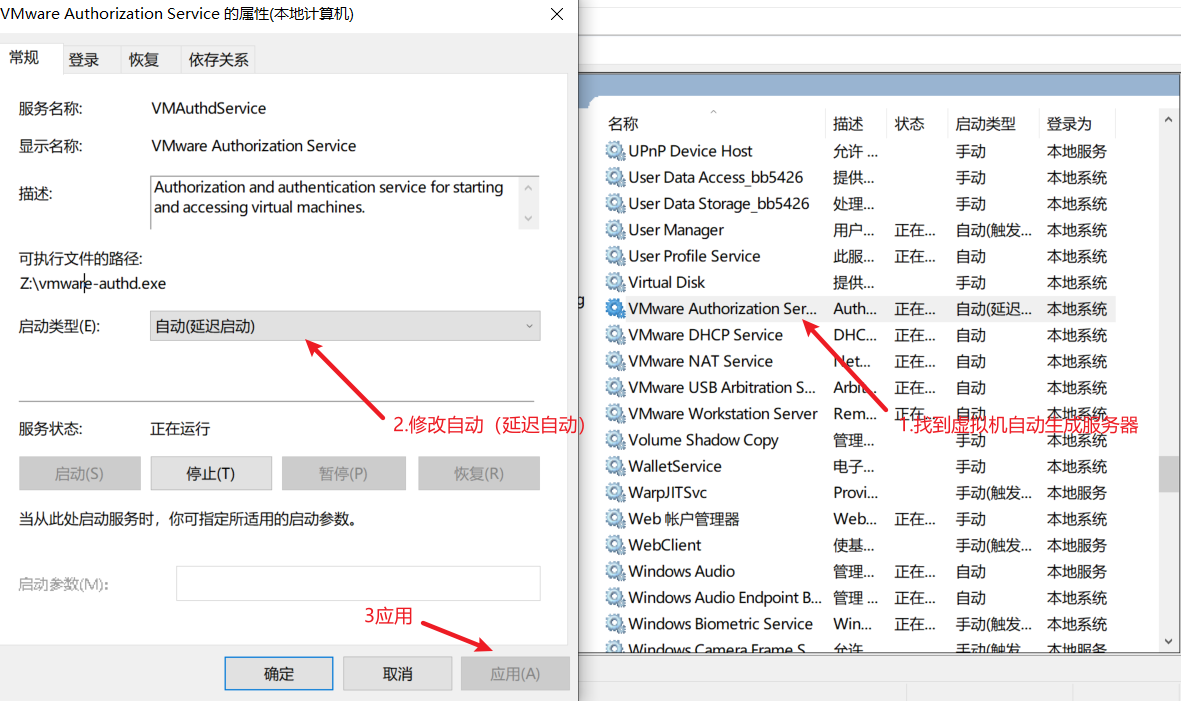 VMware Authorization Service 的属性(本地计算机)
常规 登录 恢复 依存关系
服务名称: VMAuthdService
显示名称: VMware Authorization Service
描述: Authorization and authentication service for starting
and accessing virtual machines.
可执行文件的路径:
Z:\vmware-authd.exe
启动类型(E): 自动(延迟启动)
2.修改自动（延迟自动）
服务状态: 正在运行
启动(S) 停止(T) 暂停(P) 恢复(R)
当从此处启动服务时，你可指定所适用的启动参数。
启动参数(M):
3应用
确定 取消 应用(A)
名称 描述 状态 启动类型 登录为
UPnP Device Host 允许 ... 手动 本地服务
User Data Access_bb5426 提供... 手动 本地系统
User Data Storage_bb5426 处理... 手动 本地系统
User Manager 用户... 正在... 自动(触发... 本地系统
User Profile Service 此服... 正在... 自动 本地系统
Virtual Disk 提供... 手动 本地系统
VMware Authorization Ser... Auth... 正在... 自动(延迟... 本地系统
VMware DHCP Service DHC... 正在... 自动 本地系统
VMware NAT Service Net... 正在... 自动 本地系统
VMware USB Arbitration S... Arbit... 正在... 自动 本地系统
VMware Workstation Server Rem... 正在... 自动 本地系统
1.找到虚拟机自动生成服务器
Volume Shadow Copy 管理... 手动 本地系统
WalletService 电子... 手动 本地系统
WarpJITSvc Provi... 手动(触发... 本地服务
Web 帐户管理器 Web... 正在... 手动 本地系统
WebClient 使基... 手动(触发... 本地服务
Windows Audio 管理... 正在... 自动 本地服务
Windows Audio Endpoint B... 管理 ... 正在... 自动 本地系统
Windows Biometric Service Win... 正在... 手动(触发... 本地系统
Windows Camera Frame S... 允许... 手动(触发... 本地服务